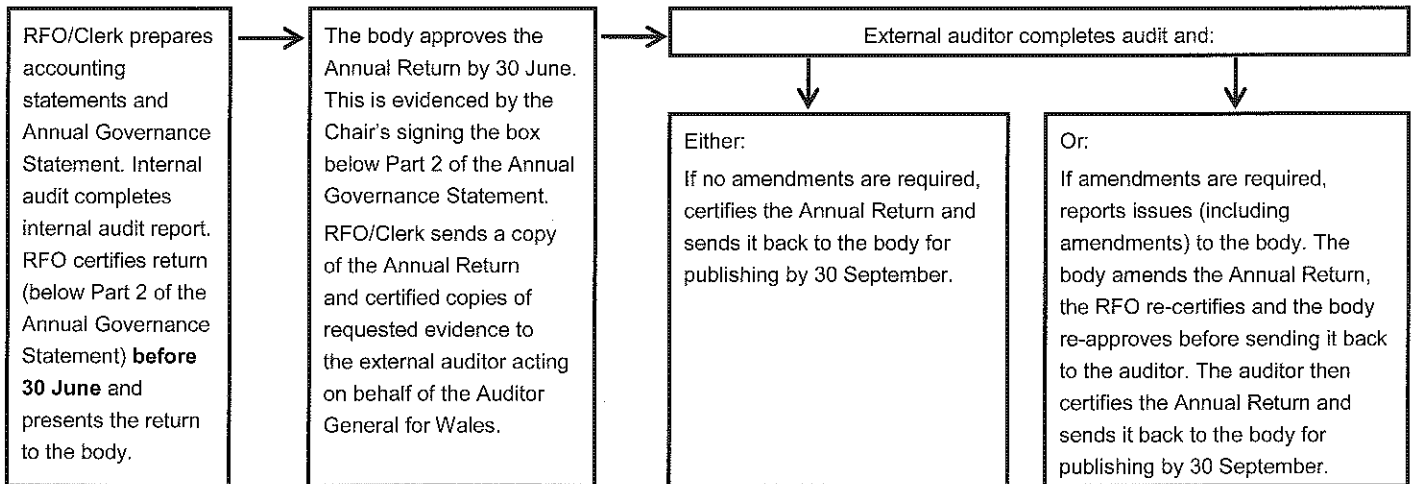 RFO/Clerk prepares
accounting
statements and
Annual Governance
Statement. Internal
audit completes
internal audit report.
RFO certifies return
(below Part 2 of the
Annual Governance
Statement) before
30 June and
presents the return
to the body.
The body approves the
Annual Return by 30 June.
This is evidenced by the
Chair's signing the box
below Part 2 of the Annual
Governance Statement.
RFO/Clerk sends a copy
of the Annual Return
and certified copies of
requested evidence to
the external auditor acting
on behalf of the Auditor
General for Wales.
External auditor completes audit and:
Either:
If no amendments are required,
certifies the Annual Return and
sends it back to the body for
publishing by 30 September.
Or:
If amendments are required,
reports issues (including
amendments) to the body. The
body amends the Annual Return,
the RFO re-certifies and the body
re-approves before sending it back
to the auditor. The auditor then
certifies the Annual Return and
sends it back to the body for
publishing by 30 September.